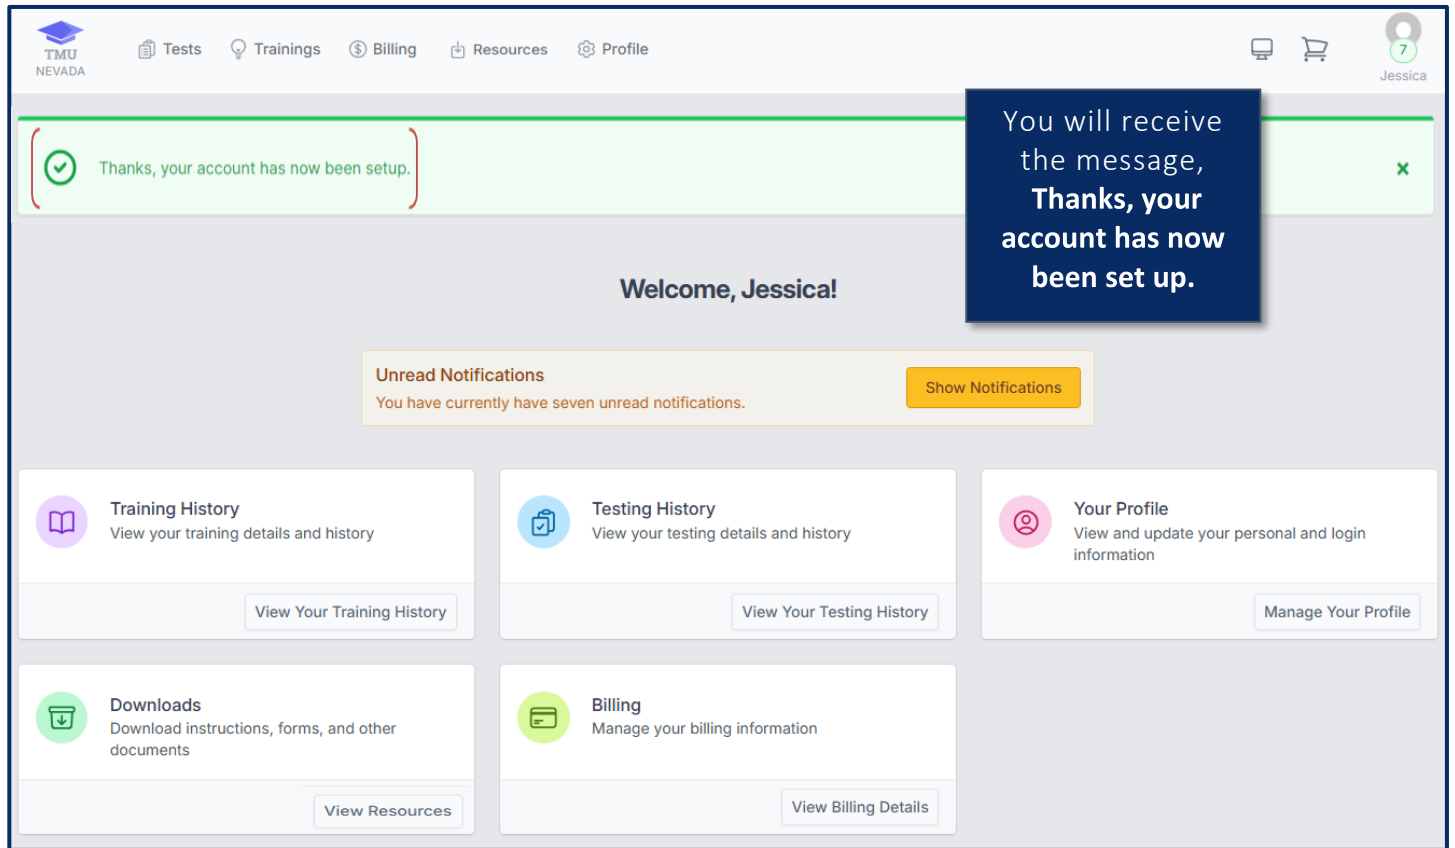 TMU
NEVADA
Tests
Trainings
Billing
Resources
Profile
7
Jessica
Thanks, your account has now been setup.
You will receive
the message,
Thanks, your
account has now
been set up.
Welcome, Jessica!
Unread Notifications
You have currently have seven unread notifications.
Show Notifications
Training History
View your training details and history
View Your Training History
Testing History
View your testing details and history
View Your Testing History
Your Profile
View and update your personal and login
information
Manage Your Profile
Downloads
Download instructions, forms, and other
documents
View Resources
Billing
Manage your billing information
View Billing Details